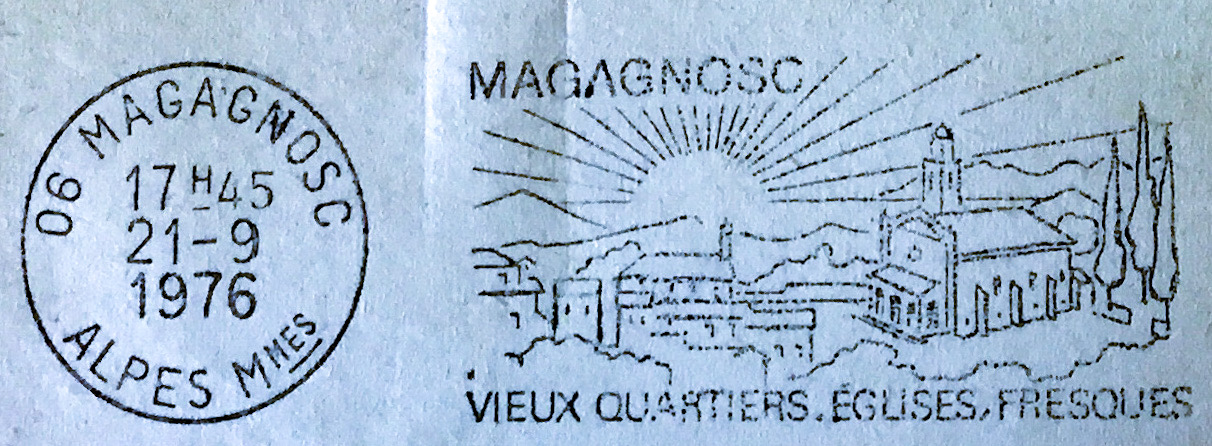 06 MAGAGNOSC
17H45
21-9
1976
ALPES MMES
MAGAGNOSC
VIEUX QUARTIERS, ÉGLISES, FRESQUES